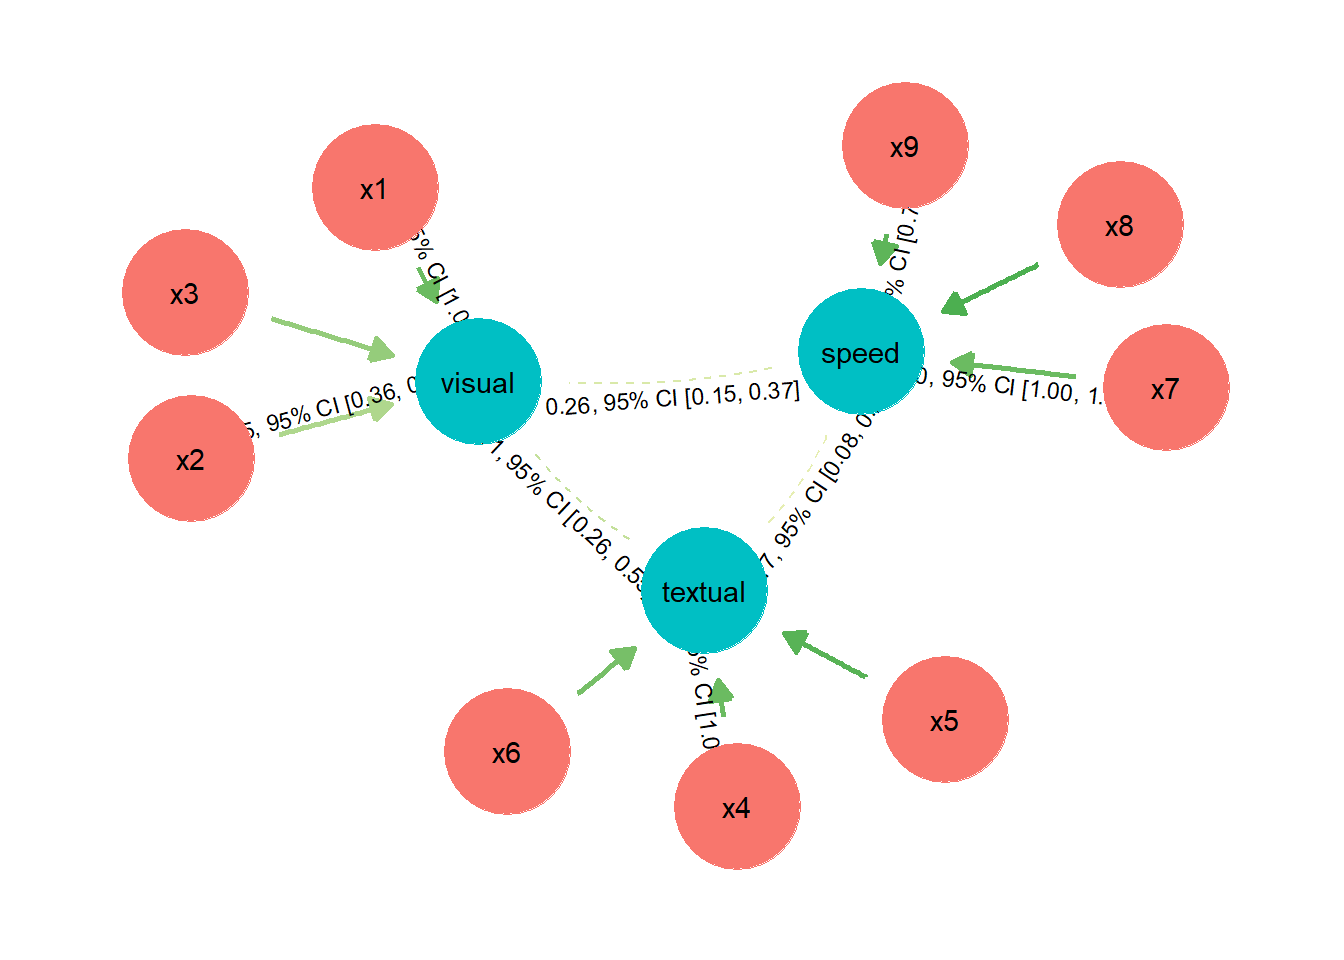 x9
x1
x8
% CI [0.7
5% CI [1.0
x3
speed
visual
0, 95% CI [1.00, 1.
x7
5, 95% CI [0.36, 0
0.26, 95% CI [0.15, 0.37]
x2
1, 95% CI [0.26, 0.55
7, 95% CI [0.08, 0.
textual
5% CI [1.0
x5
x6
x4